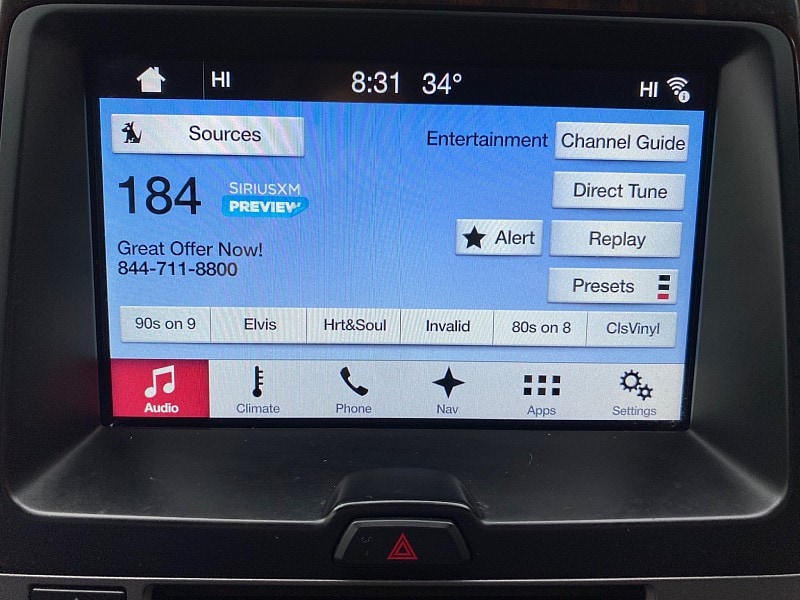 HI 8:31 34° HI
Sources
Entertainment
Channel Guide
184
SIRIUSXM
PREVIEW
Direct Tune
Alert
Replay
Great Offer Now!
844-711-8800
Presets
90s on 9 Elvis Hrt&Soul Invalid 80s on 8 ClsVinyl
Audio Climate Phone Nav Apps Settings